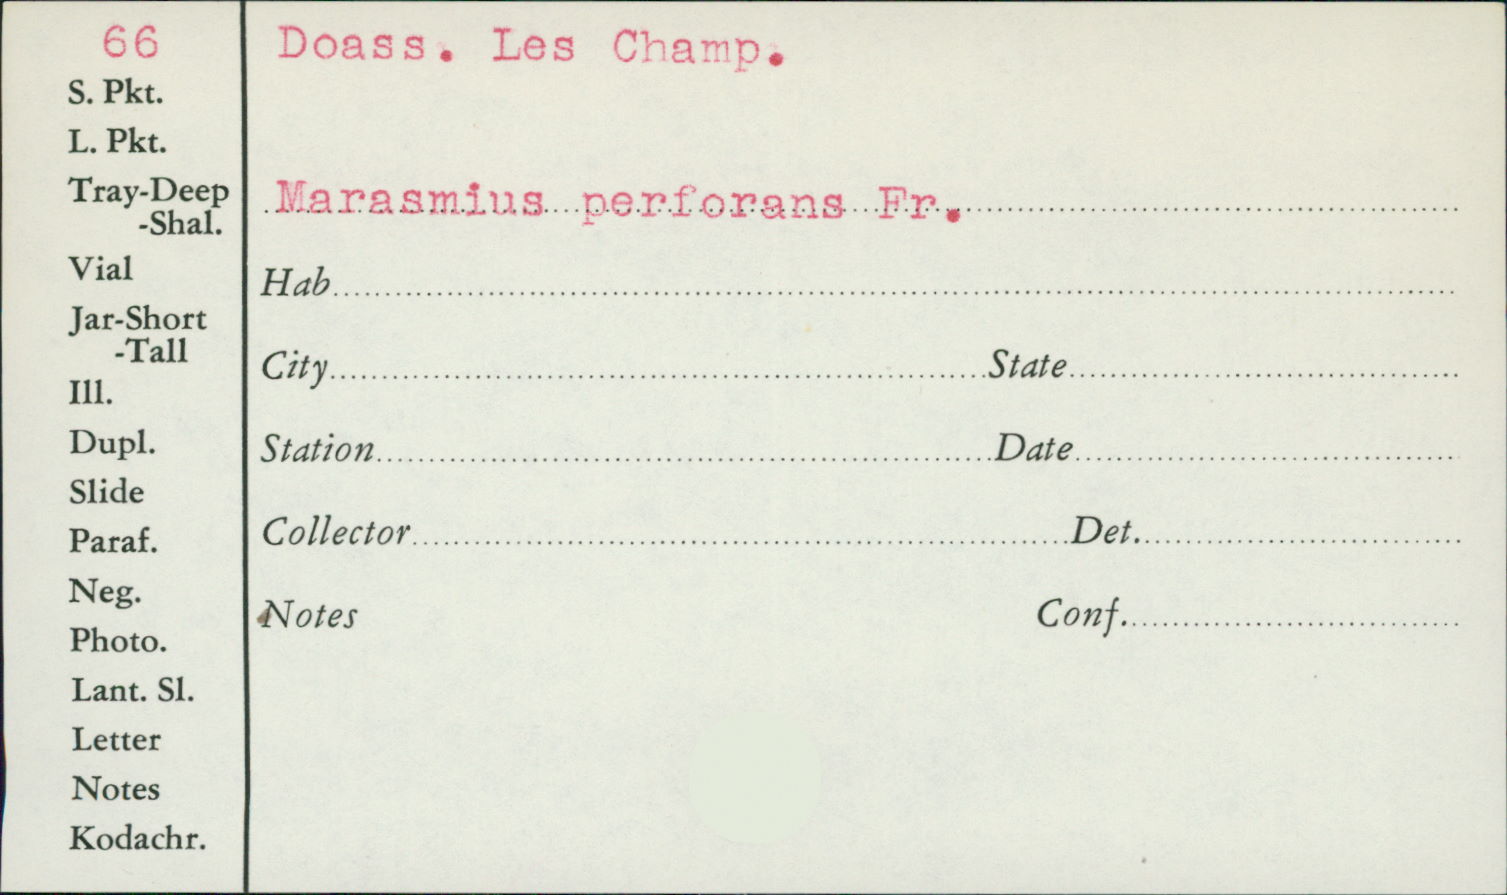 66
S. Pkt.
L. Pkt.
Tray-Deep
-Shal.
Vial
Jar-Short
-Tall
Ill.
Dupl.
Slide
Paraf.
Neg.
Photo.
Lant. Sl.
Letter
Notes
Kodachr.
Doass. Les Champ.
Marasmius perforans Fr.
Hab
City State
Station Date
Collector Det.
Notes Conf.